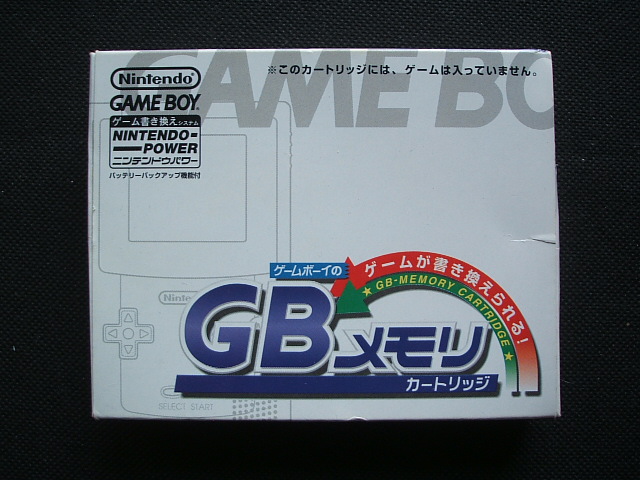 GAME BO
※このカートリッジには、ゲームは入っていません。
Nintendo
GAME BOY
ゲーム書き換えシステム
NINTENDO
POWER
ニンテンドウパワー
バッテリーバックアップ機能付
ゲームボーイの
ゲームが書き換えられる!
★ GB-MEMORY CARTRIDGE ★
Ninte
GBメモリ
カートリッジ
SELECT START